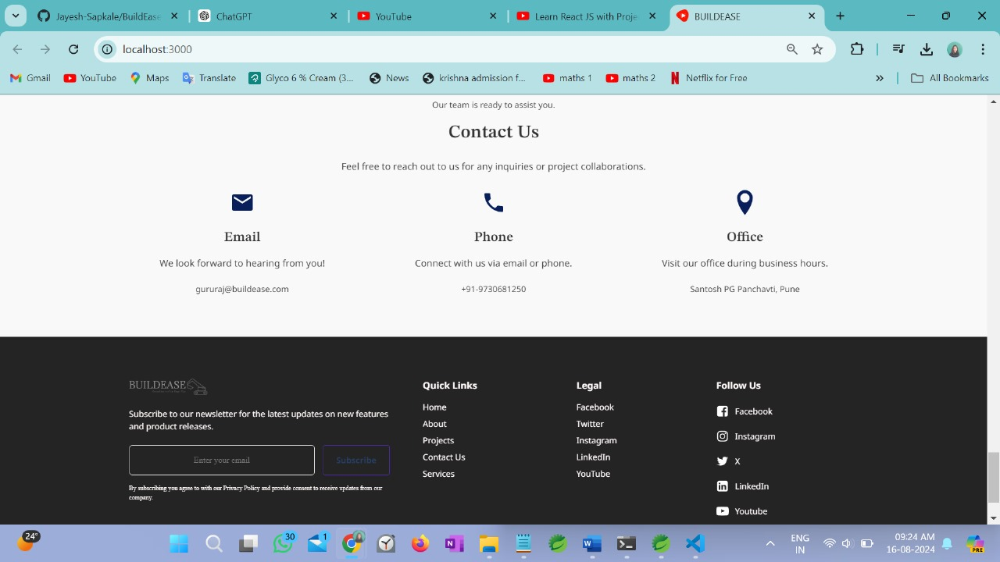 Jayesh-Sapkale/BuildEase
ChatGPT
YouTube
Learn React JS with Proje
BUILDEASE
localhost:3000
Gmail
YouTube
Maps
Translate
Glyco 6 % Cream (3...
News
krishna admission f...
maths 1
maths 2
Netflix for Free
»
All Bookmarks
Our team is ready to assist you.
Contact Us
Feel free to reach out to us for any inquiries or project collaborations.
Email
Phone
Office
We look forward to hearing from you!
Connect with us via email or phone.
Visit our office during business hours.
gururaj@buildease.com
+91-9730681250
Santosh PG Panchavti, Pune
BUILDEASE
Subscribe to our newsletter for the latest updates on new features
and product releases.
Enter your email
Subscribe
By subscribing you agree to with our Privacy Policy and provide consent to receive updates from our
company.
Quick Links
Home
About
Projects
Contact Us
Services
Legal
Facebook
Twitter
Instagram
LinkedIn
YouTube
Follow Us
Facebook
Instagram
X
LinkedIn
Youtube
24°
30
1
ENG
IN
09:24 AM
16-08-2024
PRE